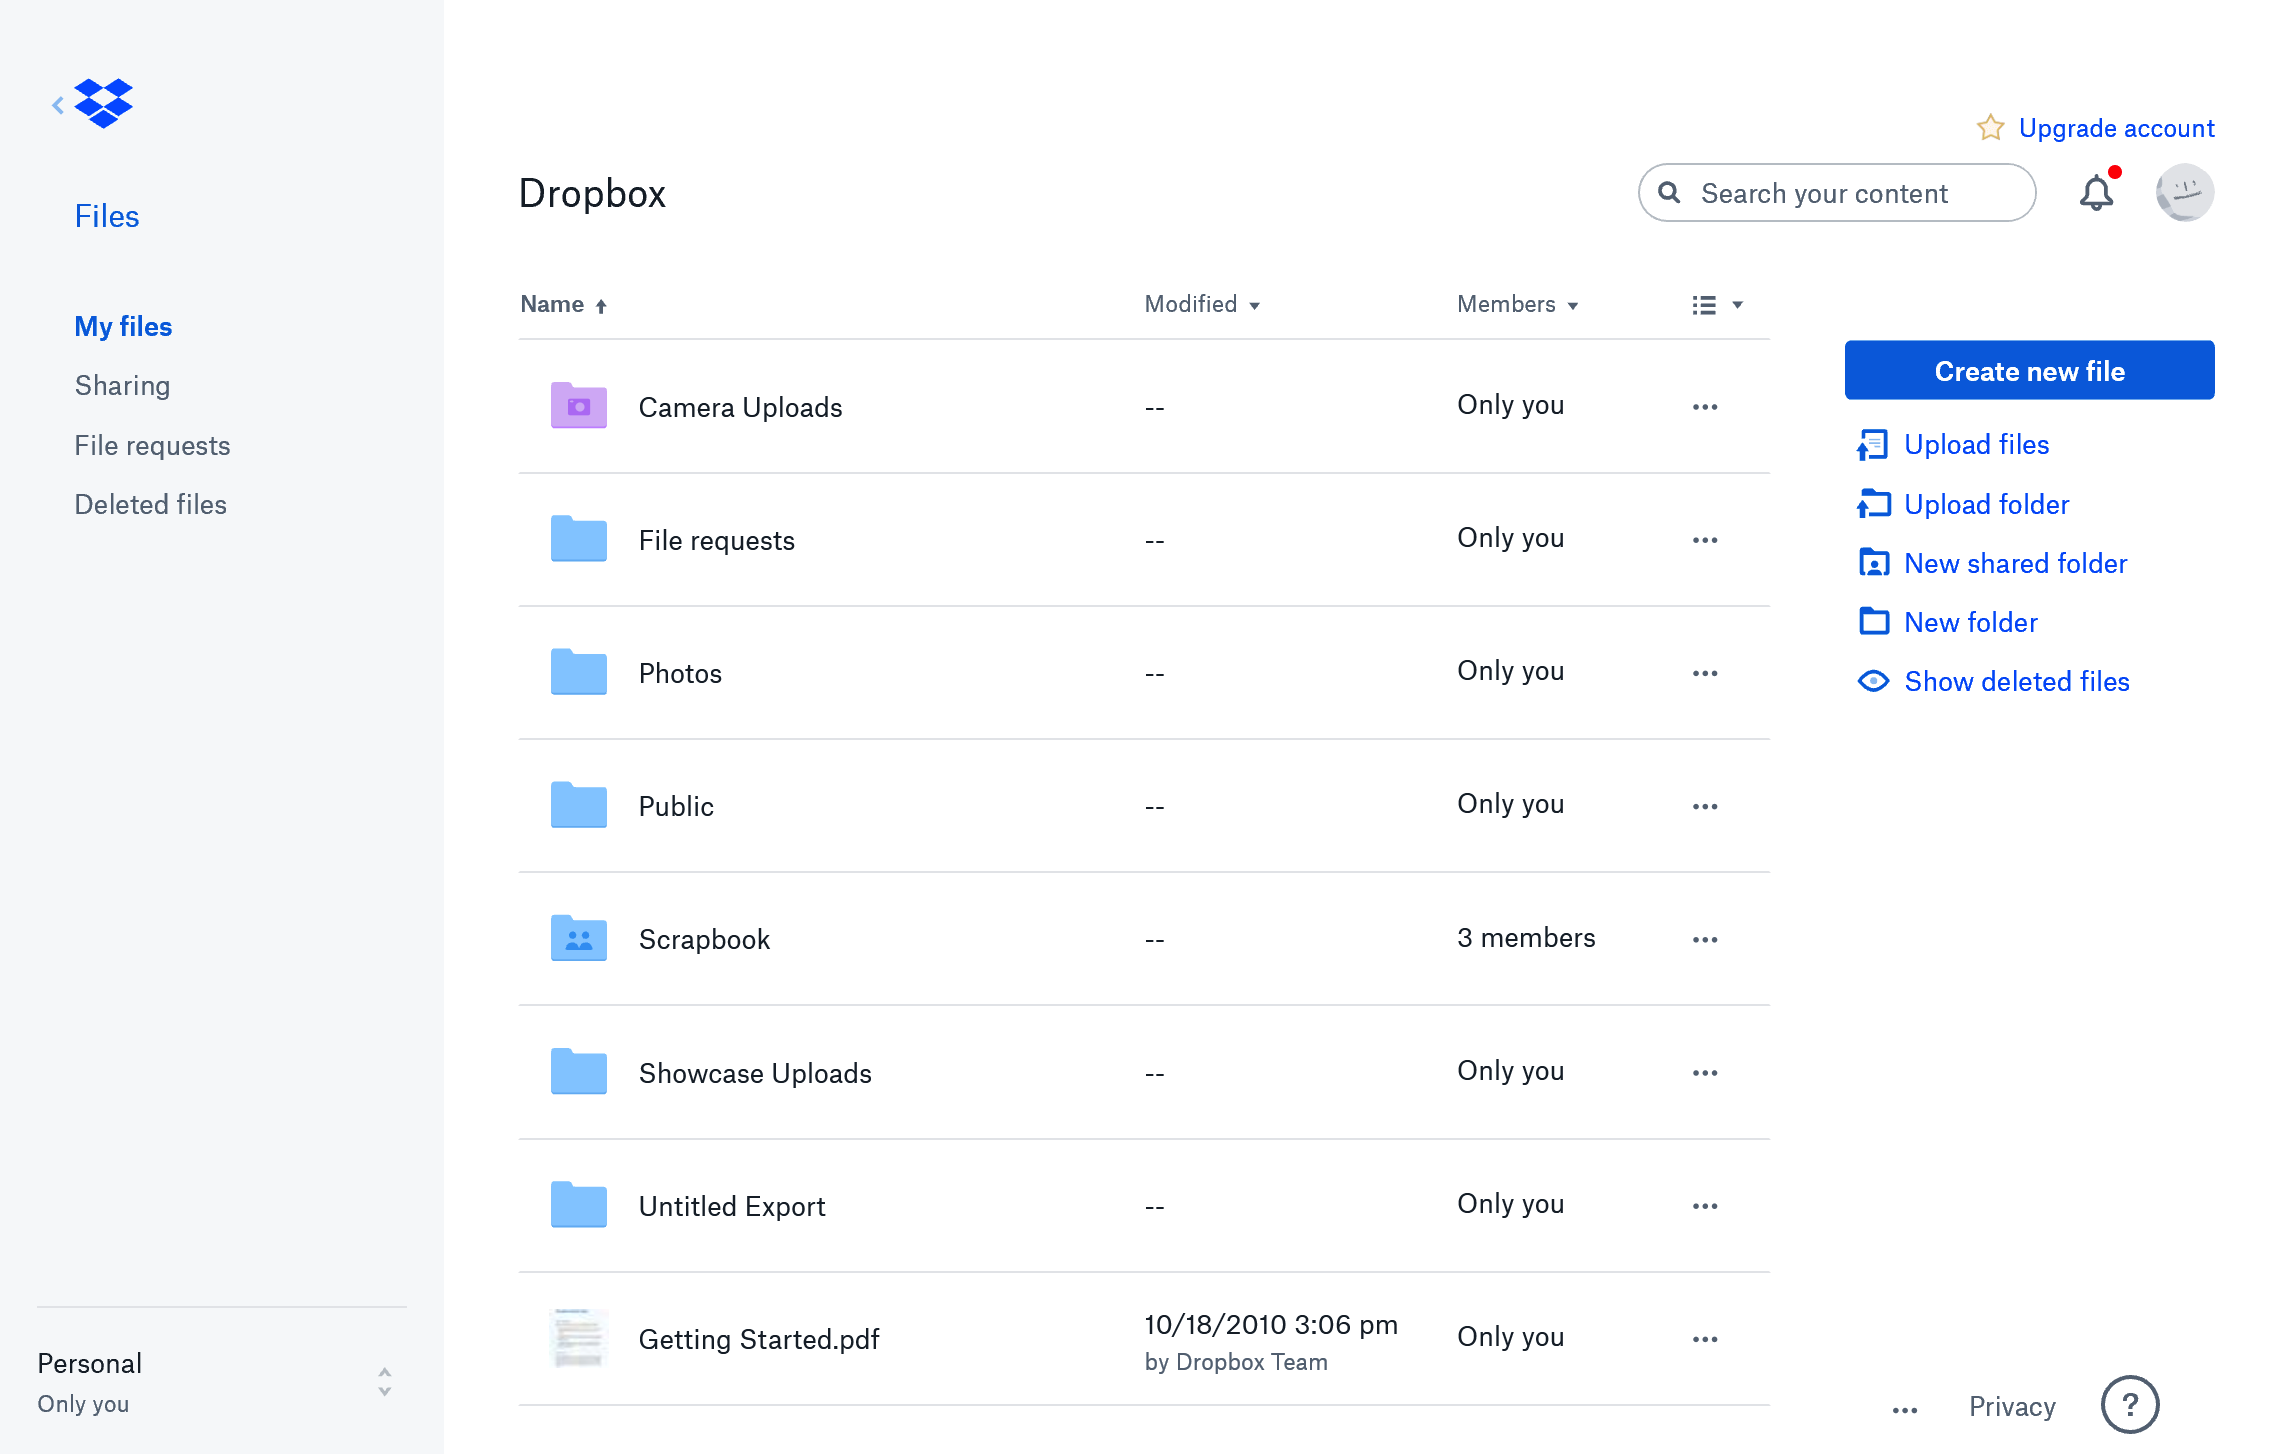 Upgrade account
Dropbox
Search your content
Files
My files
Sharing
File requests
Deleted files
Name Modified Members
Camera Uploads -- Only you
File requests -- Only you
Photos -- Only you
Public -- Only you
Scrapbook -- 3 members
Showcase Uploads -- Only you
Untitled Export -- Only you
Getting Started.pdf 10/18/2010 3:06 pm Only you
by Dropbox Team
Create new file
Upload files
Upload folder
New shared folder
New folder
Show deleted files
Personal
Only you
Privacy ?